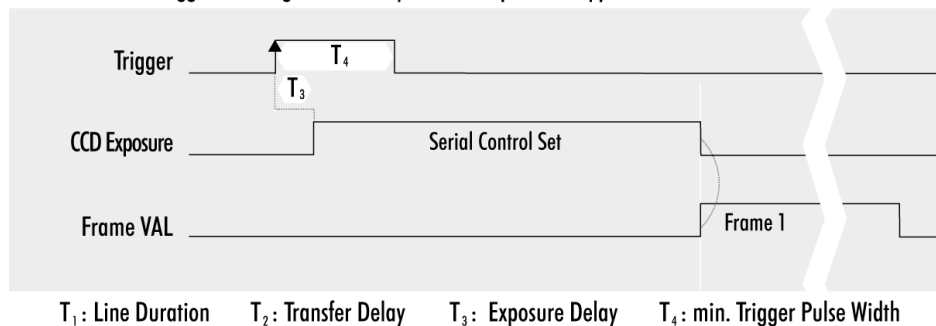 Trigger
T4
T3
CCD Exposure
Serial Control Set
Frame VAL
Frame 1
T1: Line Duration T2: Transfer Delay T3: Exposure Delay T4: min. Trigger Pulse Width